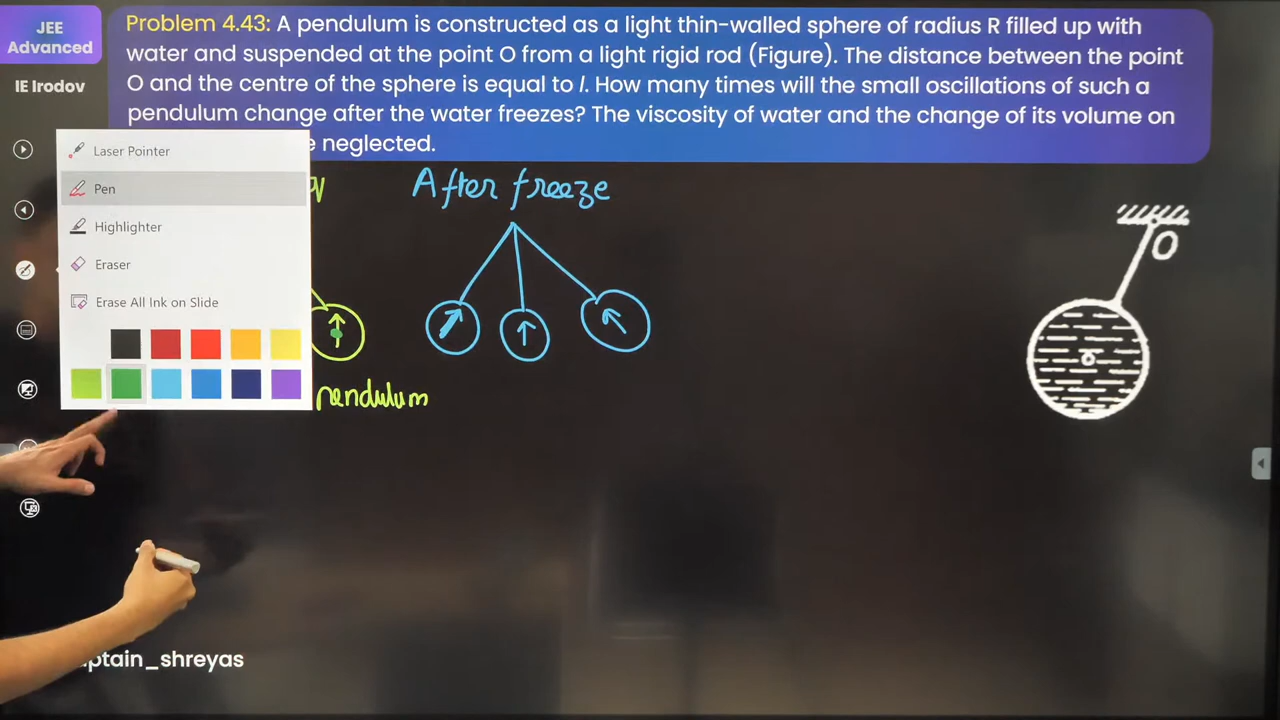 JEE
Advanced
IE Irodov
Problem 4.43: A pendulum is constructed as a light thin-walled sphere of radius R filled up with
water and suspended at the point O from a light rigid rod (Figure). The distance between the point
O and the centre of the sphere is equal to l. How many times will the small oscillations of such a
pendulum change after the water freezes? The viscosity of water and the change of its volume on
e neglected.
Laser Pointer
Pen
Highlighter
Eraser
Erase All Ink on Slide
After freeze
pendulum
O
ptain_shreyas